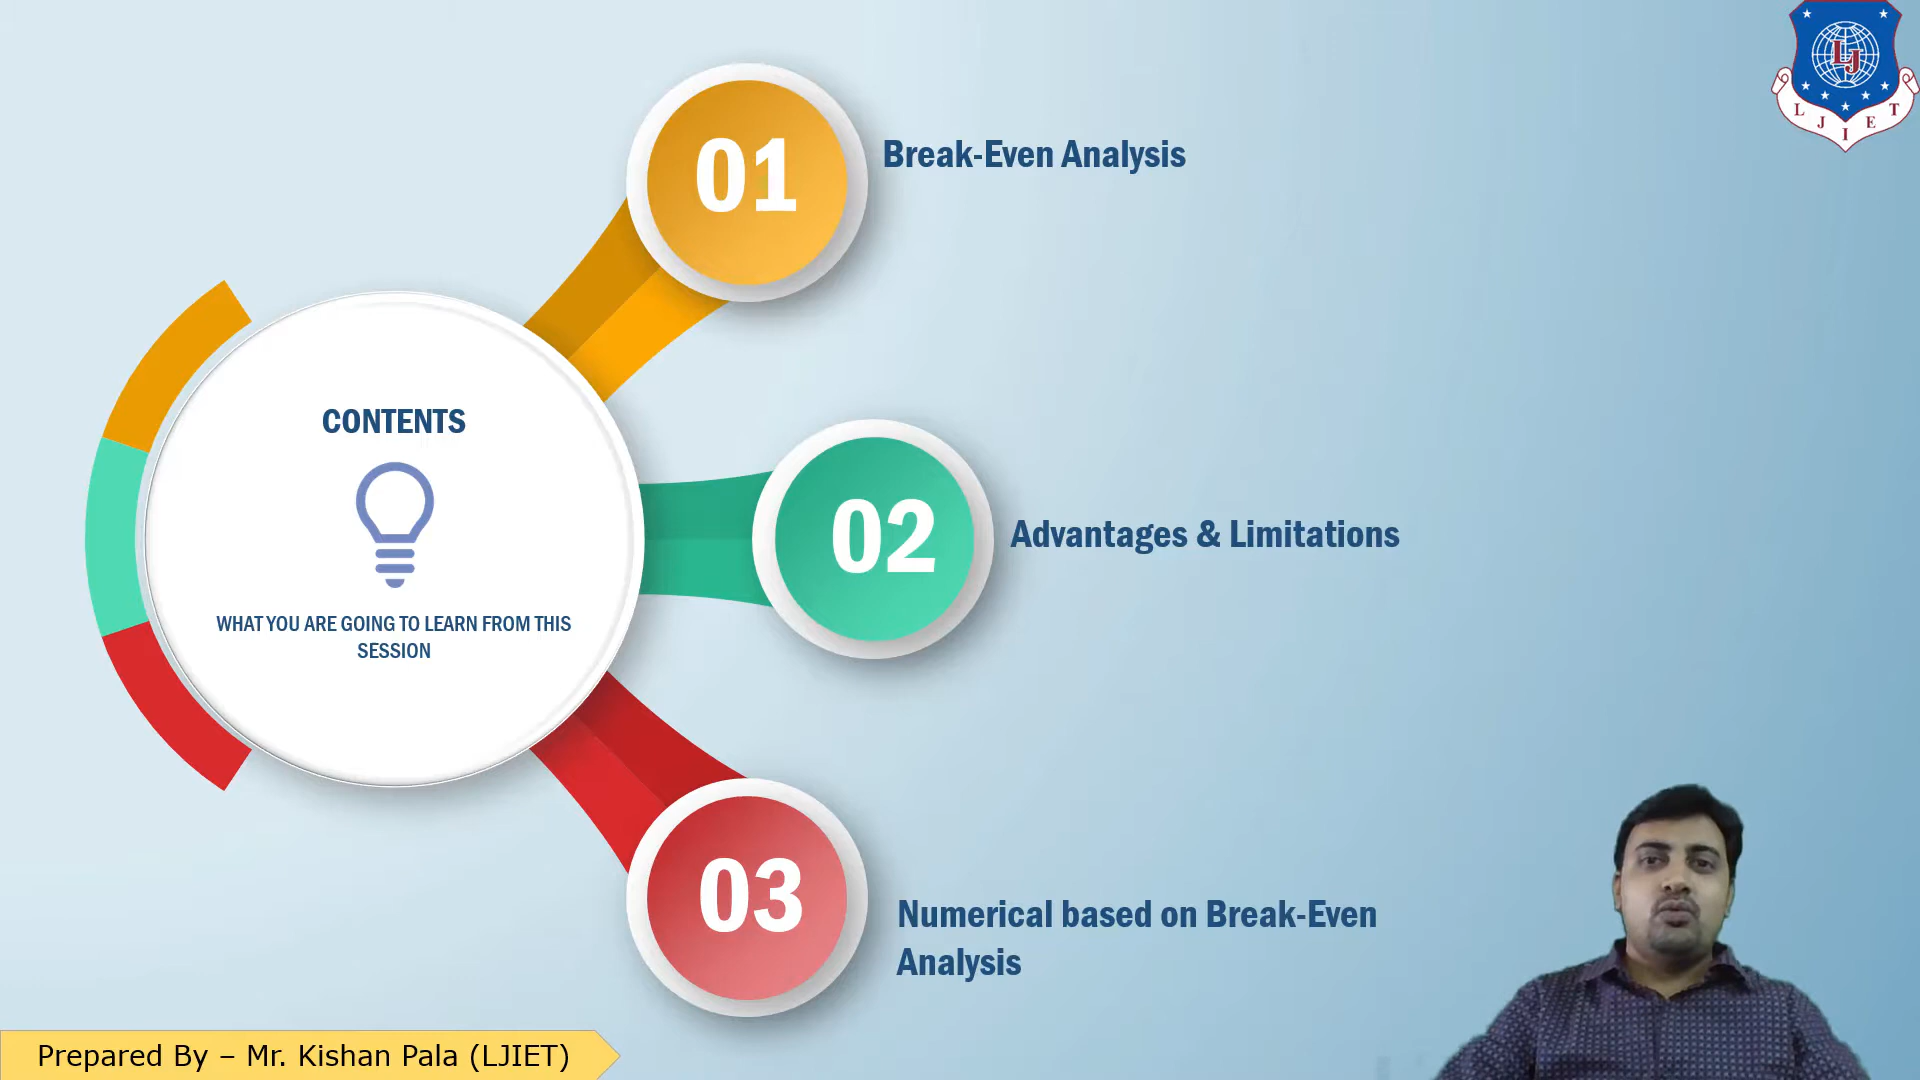 01
Break-Even Analysis
CONTENTS
WHAT YOU ARE GOING TO LEARN FROM THIS
SESSION
02
Advantages & Limitations
03
Numerical based on Break-Even
Analysis
Prepared By – Mr. Kishan Pala (LJIET)
LJ
L J I E T